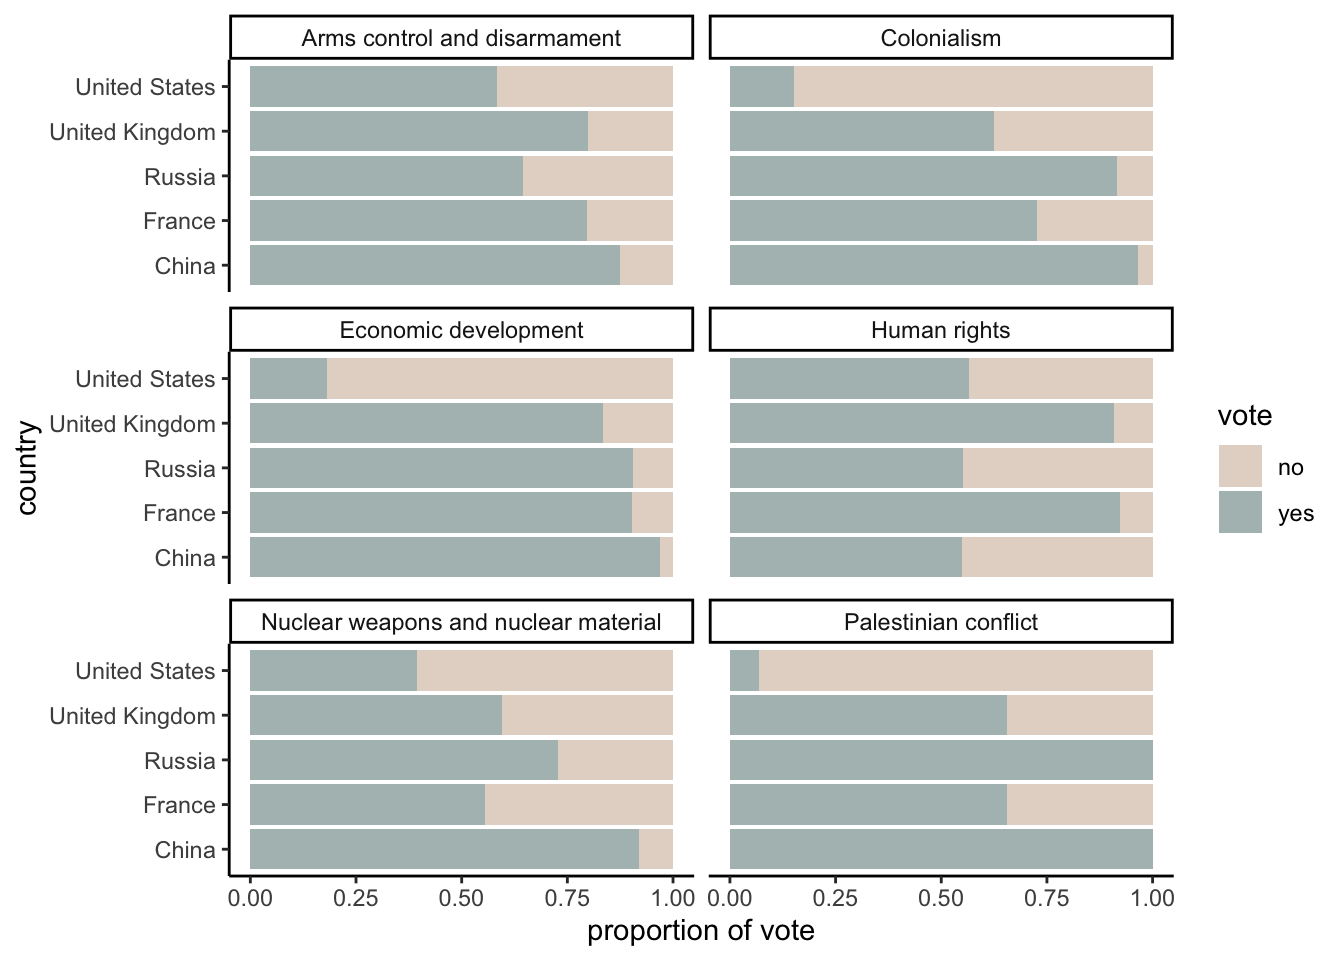 Arms control and disarmament
Colonialism
United States
United Kingdom
Russia
France
China
Economic development
Human rights
United States
United Kingdom
Russia
France
China
Nuclear weapons and nuclear material
Palestinian conflict
United States
United Kingdom
Russia
France
China
0.00 0.25 0.50 0.75 1.00
0.00 0.25 0.50 0.75 1.00
proportion of vote
country
vote
no
yes